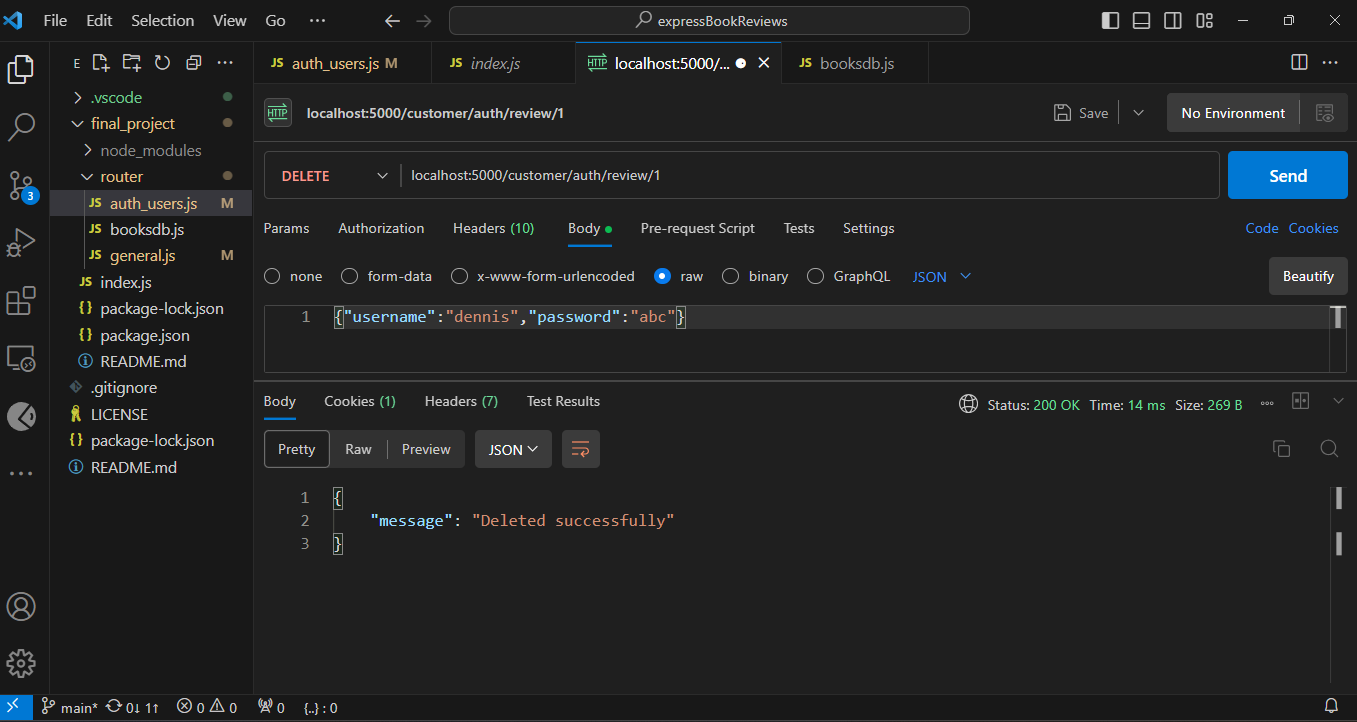 File Edit Selection View Go ··· expressBookReviews
E
JS auth_users.js M
JS index.js
HTTP localhost:5000/...
JS booksdb.js
.vscode
final_project
node_modules
router
JS auth_users.js M
JS booksdb.js
JS general.js M
JS index.js
{} package-lock.json
{} package.json
README.md
.gitignore
LICENSE
{} package-lock.json
README.md
3
HTTP localhost:5000/customer/auth/review/1 Save No Environment
DELETE localhost:5000/customer/auth/review/1 Send
Params Authorization Headers (10) Body Pre-request Script Tests Settings Code Cookies
none form-data x-www-form-urlencoded raw binary GraphQL JSON Beautify
1 {"username":"dennis","password":"abc"}
Body Cookies (1) Headers (7) Test Results Status: 200 OK Time: 14 ms Size: 269 B
Pretty Raw Preview JSON
1 {
2 "message": "Deleted successfully"
3 }
main* 0↓ 1↑ 0 0 0 {..} : 0